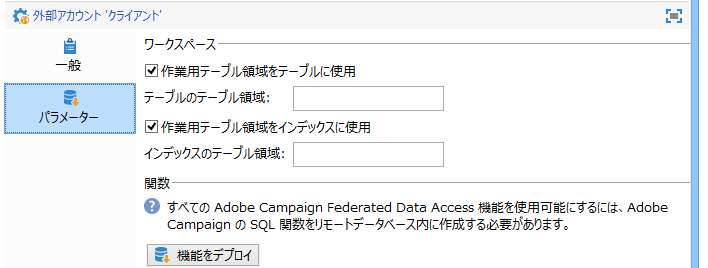 外部アカウント 'クライアント'
一般
パラメーター
ワークスペース
作業用テーブル領域をテーブルに使用
テーブルのテーブル領域:
作業用テーブル領域をインデックスに使用
インデックスのテーブル領域:
関数
すべての Adobe Campaign Federated Data Access 機能を使用可能にするには、Adobe
Campaign の SQL 関数をリモートデータベース内に作成する必要があります。
機能をデプロイ